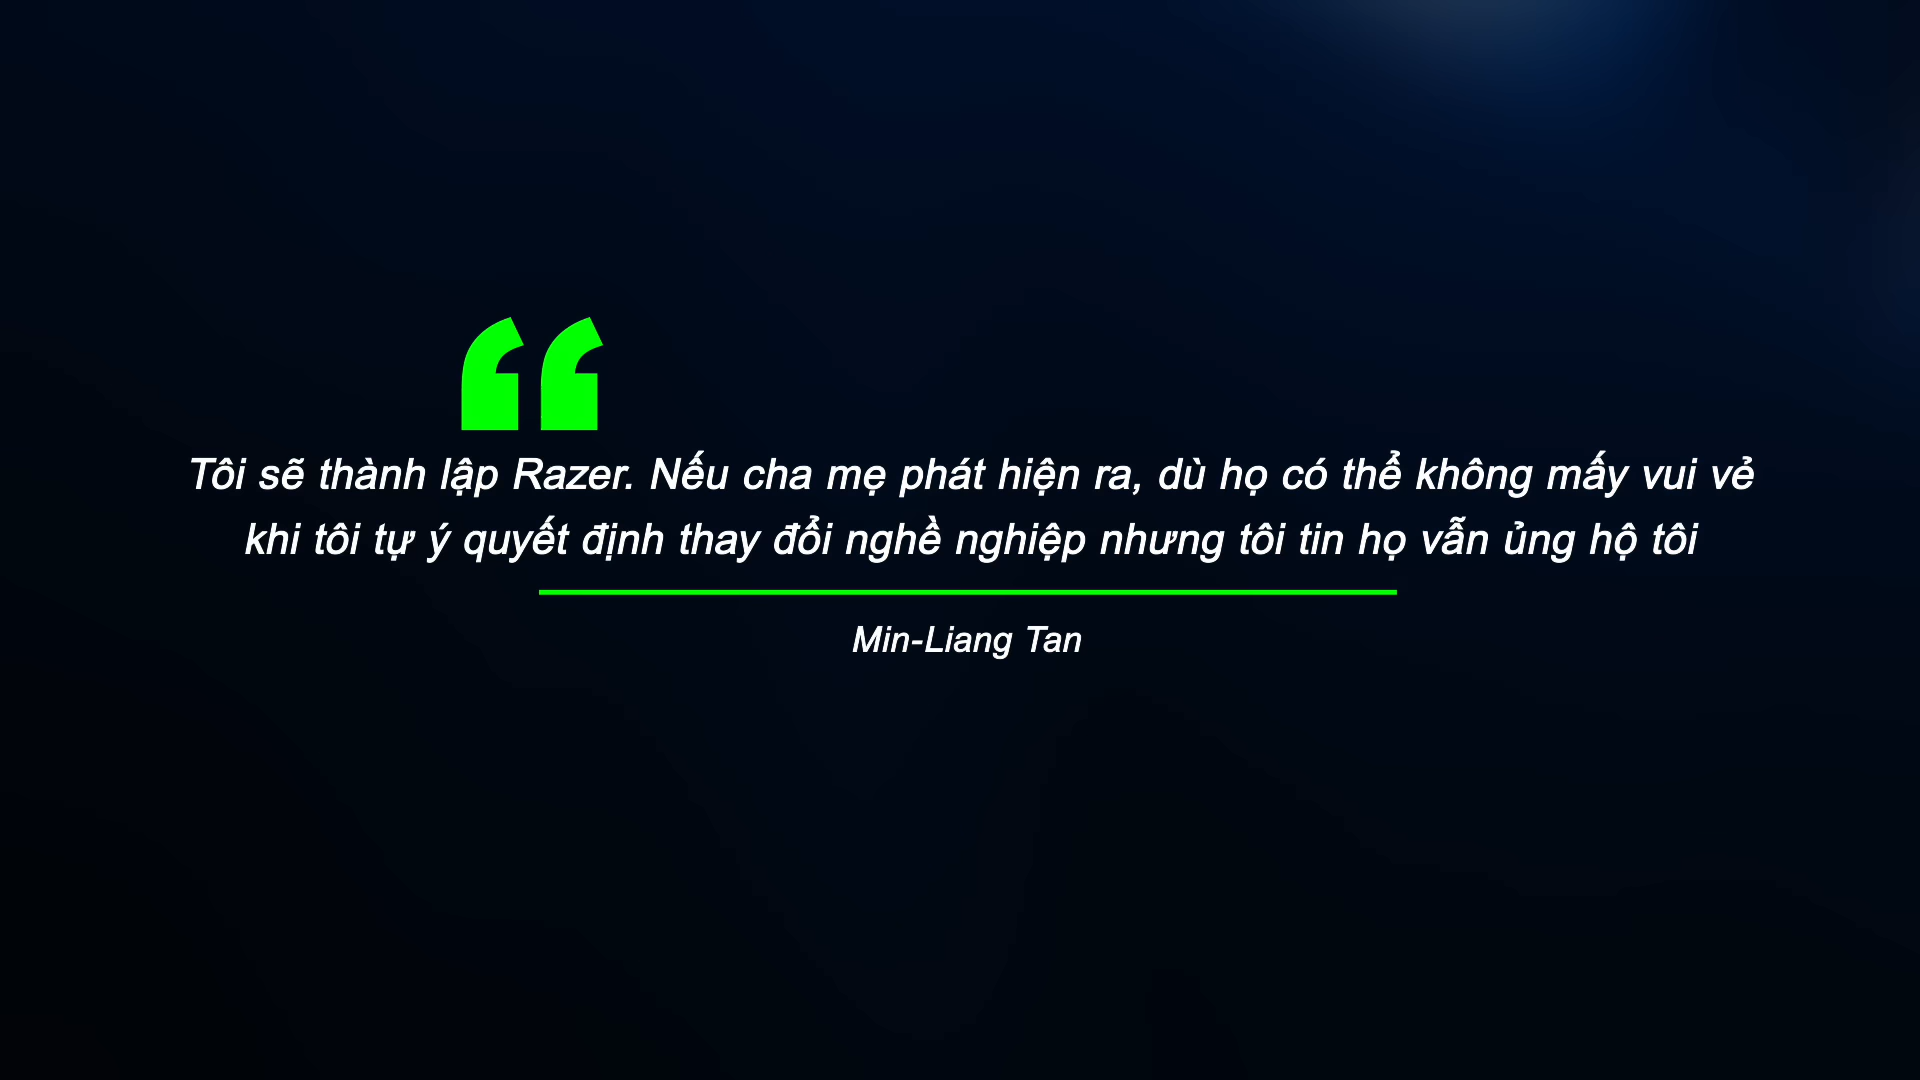 Tôi sẽ thành lập Razer. Nếu cha mẹ phát hiện ra, dù họ có thể không mấy vui vẻ
khi tôi tự ý quyết định thay đổi nghề nghiệp nhưng tôi tin họ vẫn ủng hộ tôi
Min-Liang Tan